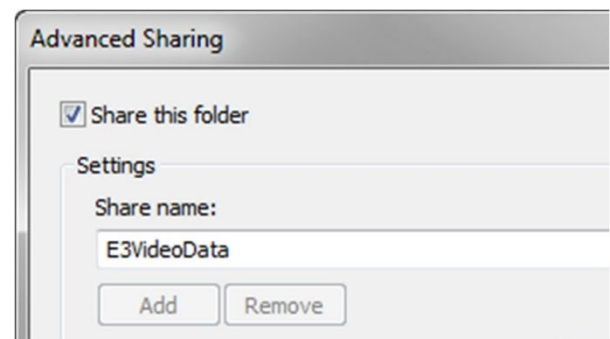 Advanced Sharing
Share this folder
Settings
Share name:
E3VideoData
Add Remove